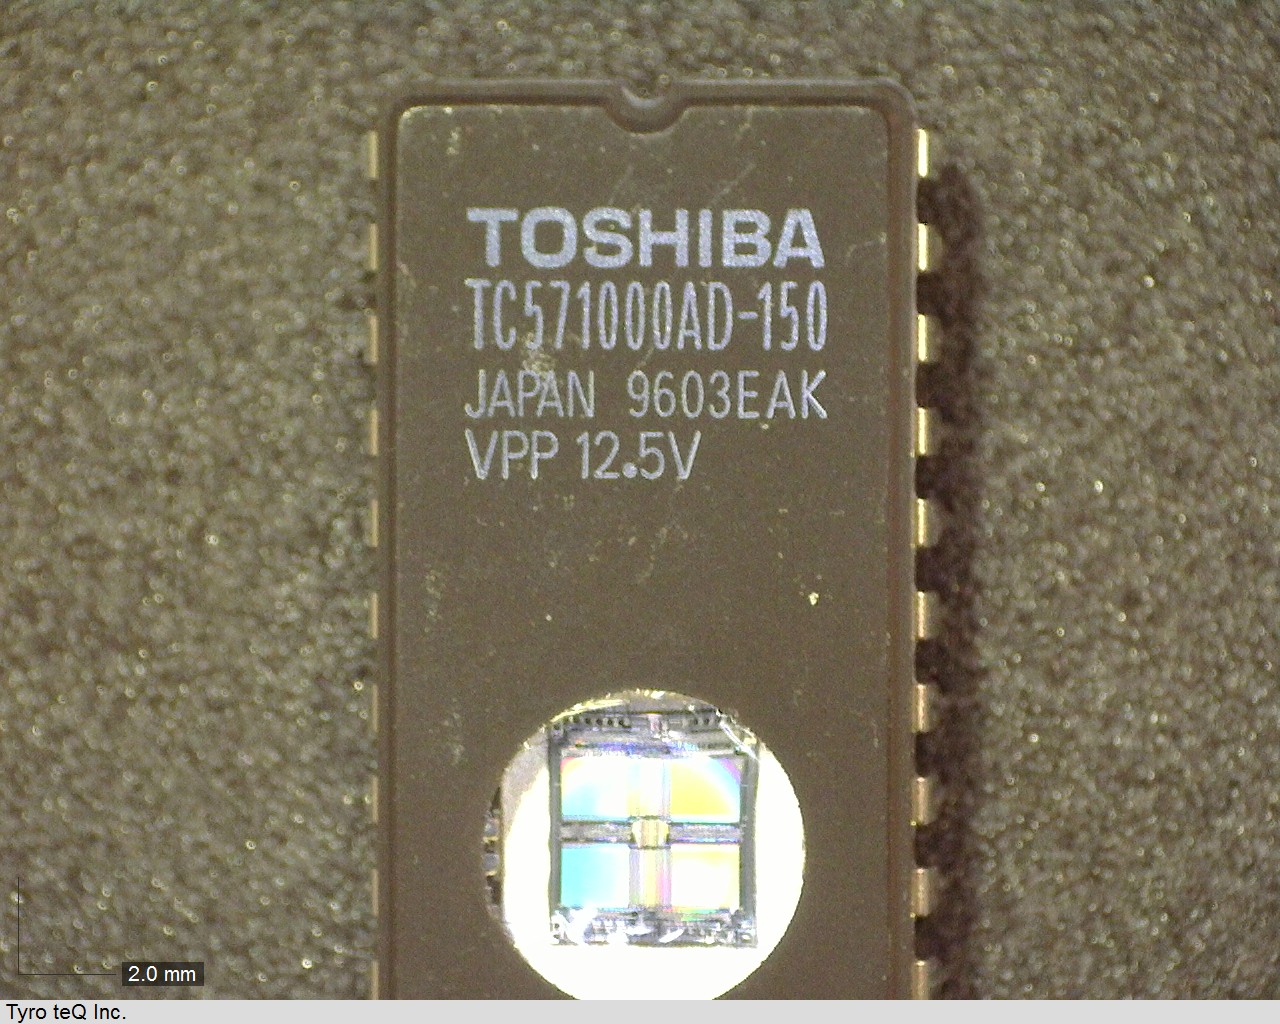 TOSHIBA
TC571000AD-150
JAPAN 9603EAK
VPP 12.5V
2.0 mm
Tyro teQ Inc.